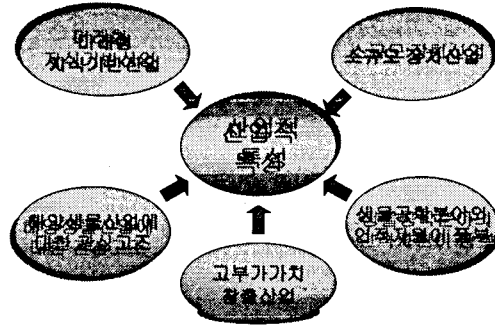 미래형
지식기반산업
소규모 장치산업
산업적
특성
해양생물산업에
대한 관심 고조
생물공학분야의
인적자원이 풍부
고부가가치
창출산업